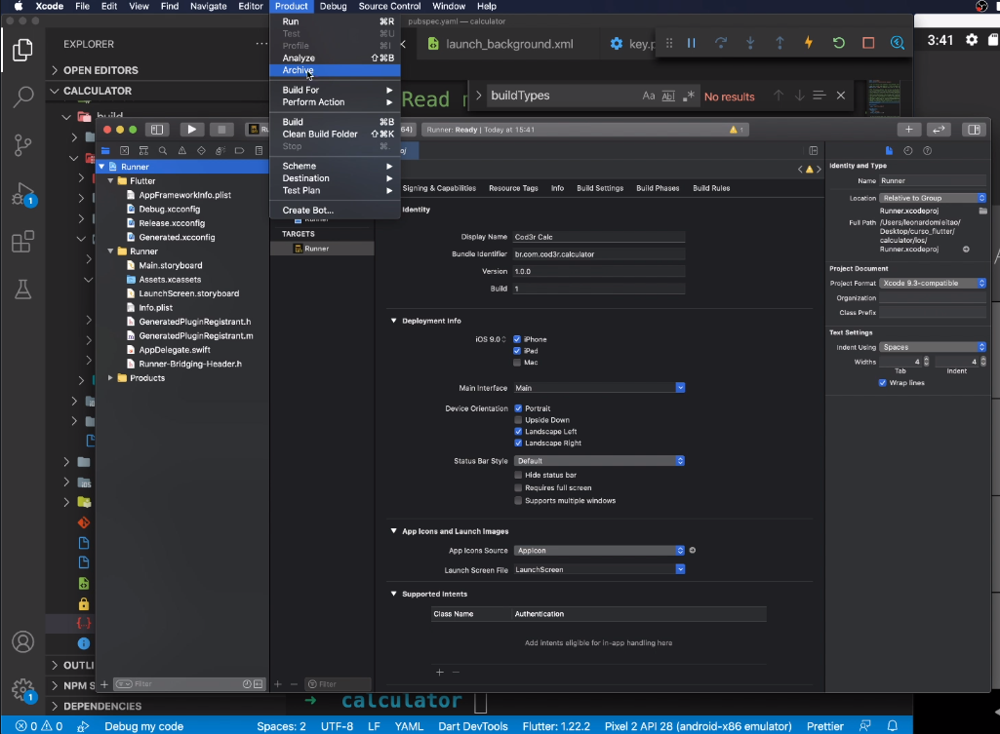 Xcode File Edit View Find Navigate Editor Product Debug Source Control Window Help
pubspec.yaml — calculator
EXPLORER
launch_background.xml
key.p
3:41
OPEN EDITORS
CALCULATOR
build
Read
buildTypes
Aa Ab .*
No results
Run ⌘R
Test ⌘U
Profile ⌘I
Analyze ⇧⌘B
Archive
Build For
Perform Action
Build ⌘B
Clean Build Folder ⇧⌘K
Stop ⌘.
Scheme
Destination
Test Plan
Create Bot...
Runner: Ready | Today at 15:41
1
Runner
Flutter
AppFrameworkInfo.plist
Debug.xcconfig
Release.xcconfig
Generated.xcconfig
Runner
Main.storyboard
Assets.xcassets
LaunchScreen.storyboard
Info.plist
GeneratedPluginRegistrant.h
GeneratedPluginRegistrant.m
AppDelegate.swift
Runner-Bridging-Header.h
Products
Filter
Runner
TARGETS
Runner
Filter
Signing & Capabilities Resource Tags Info Build Settings Build Phases Build Rules
Identity
Display Name Cod3r Calc
Bundle Identifier br.com.cod3r.calculator
Version 1.0.0
Build 1
Deployment Info
iOS 9.0 iPhone
iPad
Mac
Main Interface Main
Device Orientation Portrait
Upside Down
Landscape Left
Landscape Right
Status Bar Style Default
Hide status bar
Requires full screen
Supports multiple windows
App Icons and Launch Images
App Icons Source AppIcon
Launch Screen File LaunchScreen
Supported Intents
Class Name Authentication
Add intents eligible for in-app handling here
Identity and Type
Name Runner
Location Relative to Group
Runner.xcodeproj
Full Path /Users/leonardomleitao/
Desktop/curso_flutter/
calculator/ios/
Runner.xcodeproj
Project Document
Project Format Xcode 9.3-compatible
Organization
Class Prefix
Text Settings
Indent Using Spaces
Widths 4 4
Tab Indent
Wrap lines
OUTLI
NPM S
DEPENDENCIES
1
1
iOS
→ calculator
0 0 Debug my code Spaces: 2 UTF-8 LF YAML Dart DevTools Flutter: 1.22.2 Pixel 2 API 28 (android-x86 emulator) Prettier